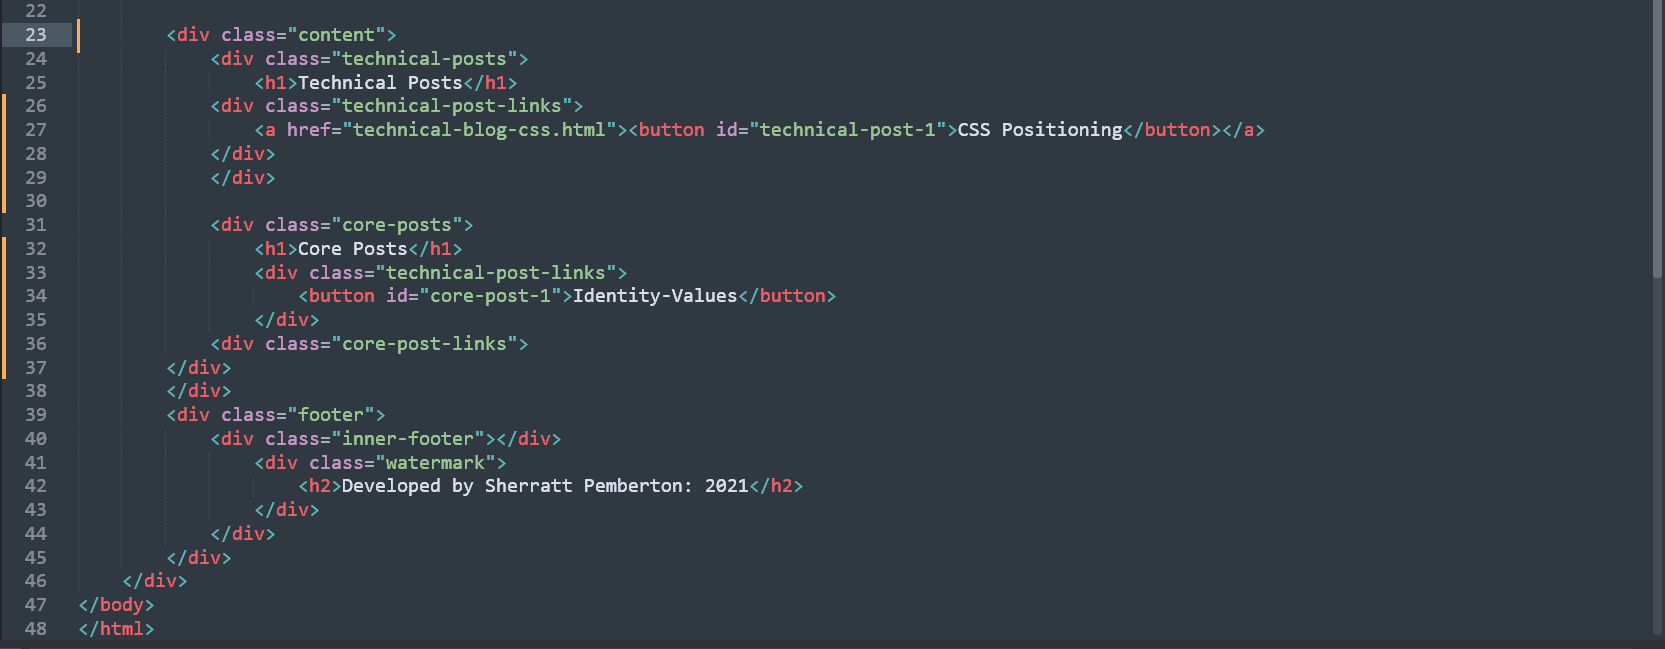 22
23 <div class="content">
24 <div class="technical-posts">
25 <h1>Technical Posts</h1>
26 <div class="technical-post-links">
27 <a href="technical-blog-css.html"><button id="technical-post-1">CSS Positioning</button></a>
28 </div>
29 </div>
30
31 <div class="core-posts">
32 <h1>Core Posts</h1>
33 <div class="technical-post-links">
34 <button id="core-post-1">Identity-Values</button>
35 </div>
36 <div class="core-post-links">
37 </div>
38 </div>
39 <div class="footer">
40 <div class="inner-footer"></div>
41 <div class="watermark">
42 <h2>Developed by Sherratt Pemberton: 2021</h2>
43 </div>
44 </div>
45 </div>
46 </div>
47 </body>
48 </html>